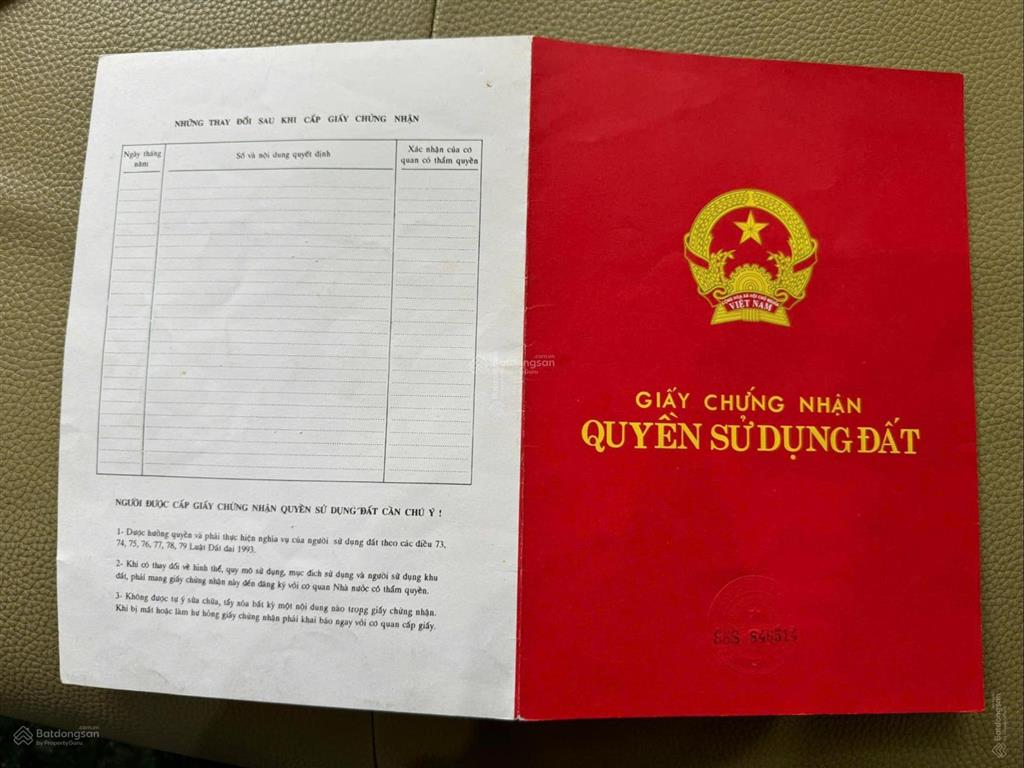 NHỮNG THAY ĐỔI SAU KHI CẤP GIẤY CHỨNG NHẬN
Ngày tháng năm
Số và nội dung quyết định
Xác nhận của cơ quan có thẩm quyền
NGƯỜI ĐƯỢC CẤP GIẤY CHỨNG NHẬN QUYỀN SỬ DỤNG ĐẤT CẦN CHÚ Ý !
1- Được hưởng quyền và phải thực hiện nghĩa vụ của người sử dụng đất theo các điều 73,
74, 75, 76, 77, 78, 79 Luật Đất đai 1993.
2- Khi có thay đổi về hình thể, quy mô sử dụng, mục đích sử dụng và người sử dụng khu
đất, phải mang giấy chứng nhận này đến đăng ký với cơ quan Nhà nước có thẩm quyền.
3- Không được tự ý sửa chữa, tẩy xóa bất kỳ một nội dung nào trong giấy chứng nhận.
Khi bị mất hoặc làm hư hỏng giấy chứng nhận phải khai báo ngay với cơ quan cấp giấy.
VIỆT NAM
GIẤY CHỨNG NHẬN
QUYỀN SỬ DỤNG ĐẤT
846514
Batdongsan
.com.vn
by PropertyGuru
Batdongsan
.com.vn
Batdongsan